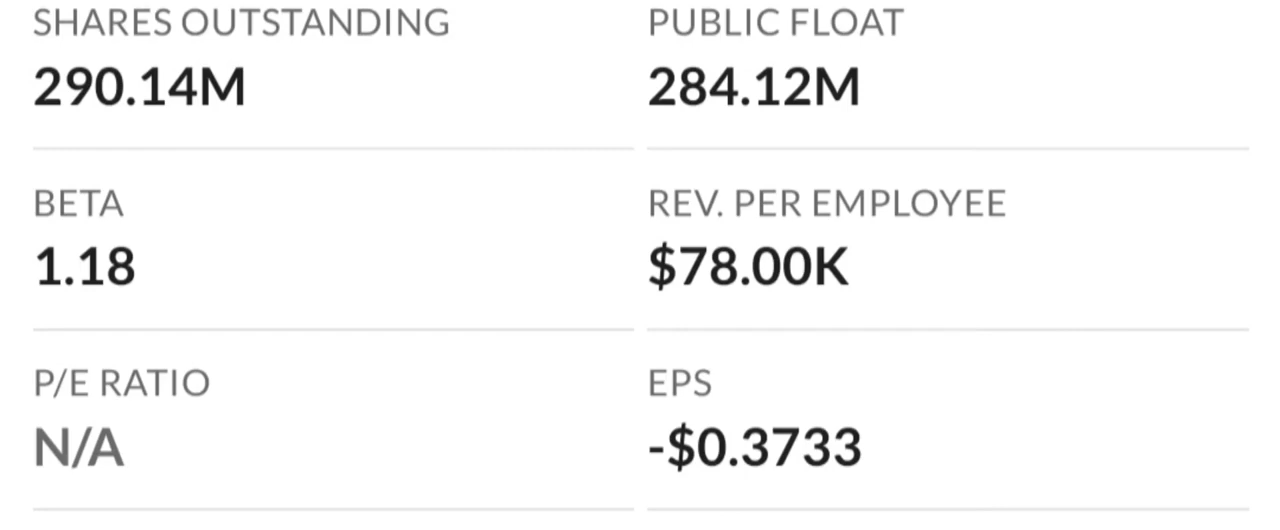 SHARES OUTSTANDING
290.14M
PUBLIC FLOAT
284.12M
BETA
1.18
REV. PER EMPLOYEE
$78.00K
P/E RATIO
N/A
EPS
-$0.3733